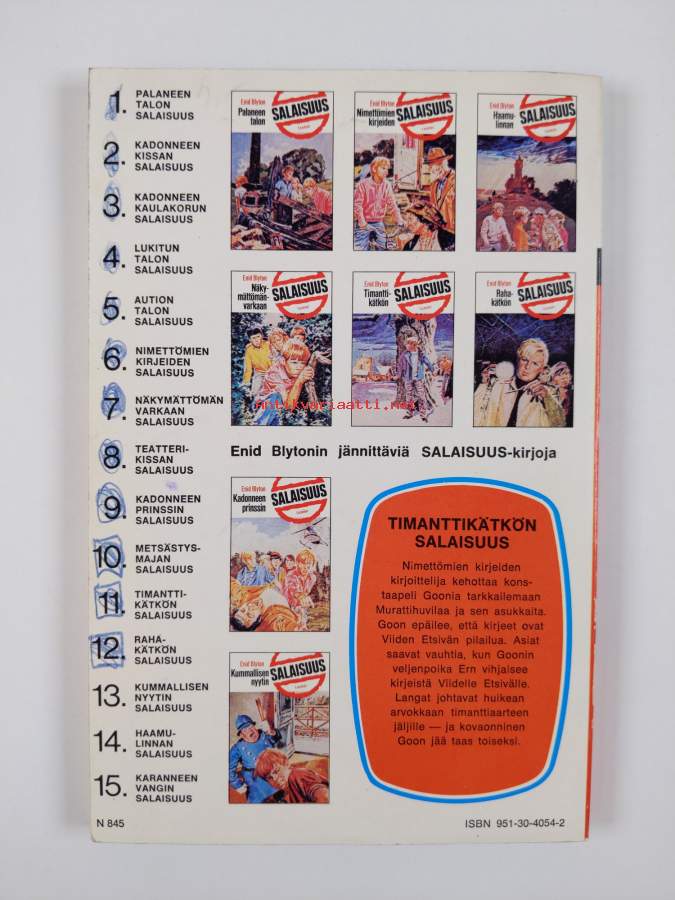 1. PALANEEN
TALON
SALAISUUS
2. KADONNEEN
KISSAN
SALAISUUS
3. KADONNEEN
KAULAKORUN
SALAISUUS
4. LUKITUN
TALON
SALAISUUS
5. AUTION
TALON
SALAISUUS
6. NIMETTÖMIEN
KIRJEIDEN
SALAISUUS
7. NÄKYMÄTTÖMÄN
VARKAAN
SALAISUUS
8. TEATTERI-
KISSAN
SALAISUUS
9. KADONNEEN
PRINSSIN
SALAISUUS
10. METSÄSTYS-
MAJAN
SALAISUUS
11. TIMANTTI-
KÄTKÖN
SALAISUUS
12. RAHA-
KÄTKÖN
SALAISUUS
13. KUMMALLISEN
NYYTIN
SALAISUUS
14. HAAMU-
LINNAN
SALAISUUS
15. KARANNEEN
VANGIN
SALAISUUS
N 845
Enid Blyton
Palaneen
talon
SALAISUUS
Enid Blyton
Nimettömien
kirjeiden
SALAISUUS
Enid Blyton
Haamu-
linnan
SALAISUUS
Enid Blyton
Näky-
mättömän-
varkaan
SALAISUUS
Enid Blyton
Timantti-
kätkön
SALAISUUS
Enid Blyton
Raha-
kätkön
SALAISUUS
antikvariaatti.net
Enid Blytonin jännittäviä SALAISUUS-kirjoja
Enid Blyton
Kadonneen
prinssin
SALAISUUS
Enid Blyton
Kummallisen
nyytin
SALAISUUS
TIMANTTIKÄTKÖN
SALAISUUS
Nimettömien kirjeiden
kirjoittelija kehottaa kons-
taapeli Goonia tarkkailemaan
Murattihuvilaa ja sen asukkaita.
Goon epäilee, että kirjeet ovat
Viiden Etsivän pilailua. Asiat
saavat vauhtia, kun Goonin
veljenpoika Ern vihjaisee
kirjeistä Viidelle Etsivälle.
Langat johtavat huikean
arvokkaan timanttiaarteen
jäljille — ja kovaonninen
Goon jää taas toiseksi.
ISBN 951-30-4054-2